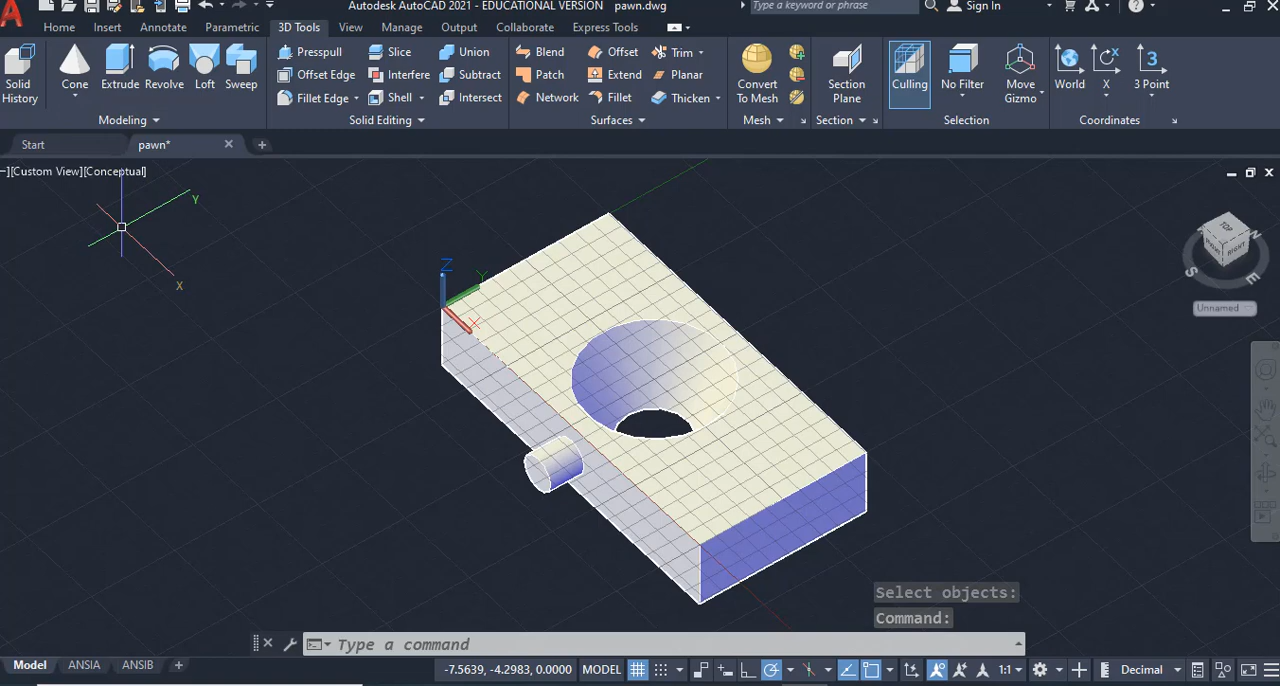 Autodesk AutoCAD 2021 - EDUCATIONAL VERSION pawn.dwg
Type a keyword or phrase
Sign In
Home Insert Annotate Parametric 3D Tools View Manage Output Collaborate Express Tools
Solid History
Cone
Extrude
Revolve
Loft
Sweep
Presspull
Offset Edge
Fillet Edge
Slice
Interfere
Shell
Union
Subtract
Intersect
Blend
Patch
Network
Offset
Extend
Fillet
Trim
Planar
Thicken
Convert To Mesh
Section Plane
Culling
No Filter
Move Gizmo
World
X
3 Point
Modeling
Solid Editing
Surfaces
Mesh
Section
Selection
Coordinates
Start
pawn*
][Custom View][Conceptual]
Y
X
Z
Y
X
TOP
RIGHT
S
E
Unnamed
Select objects:
Command:
Type a command
Model ANSIA ANSIB
-7.5639, -4.2983, 0.0000 MODEL
1:1
Decimal